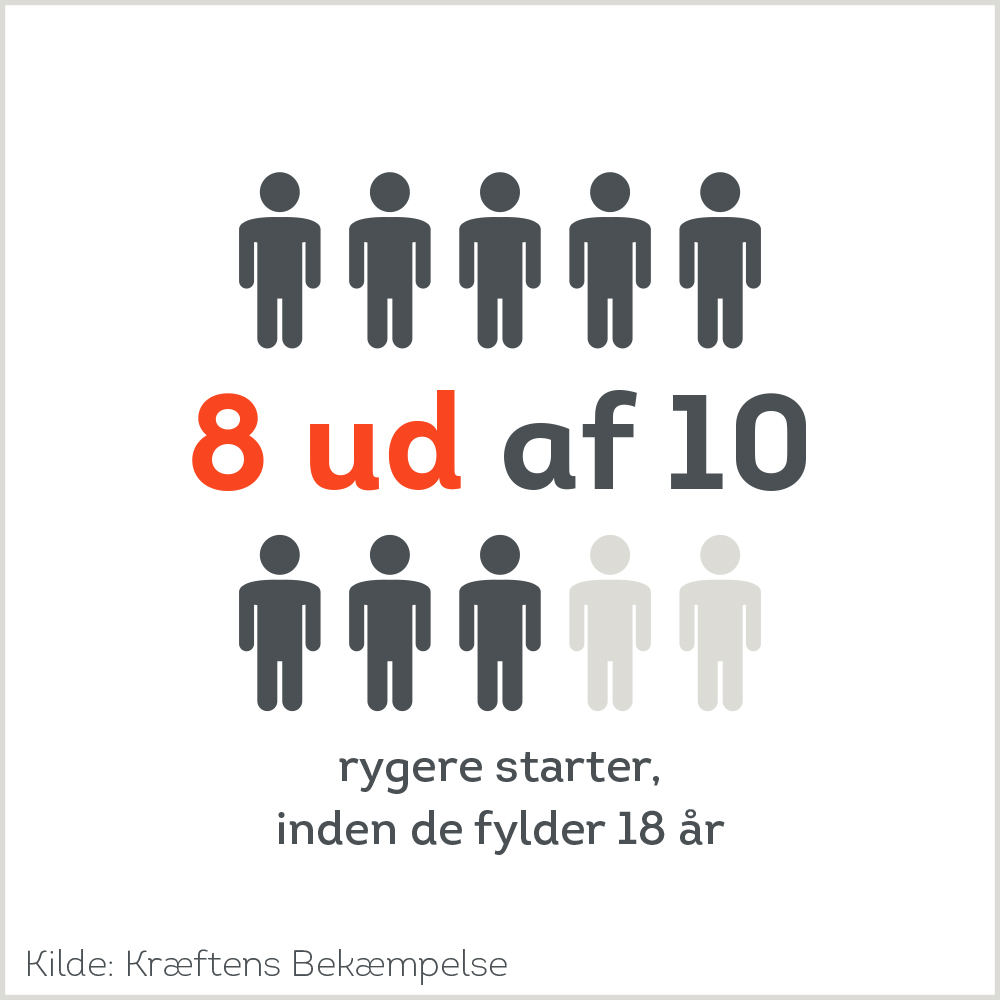 8 ud af 10
rygere starter,
inden de fylder 18 år
Kilde: Kræftens Bekæmpelse